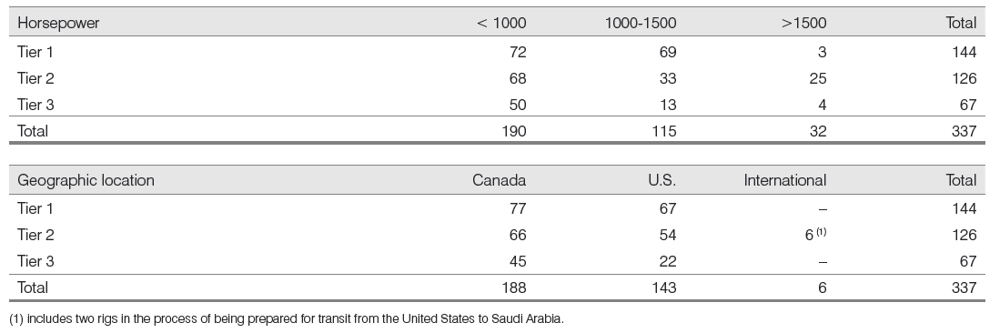 Horsepower < 1000 1000-1500 >1500 Total
Tier 1 72 69 3 144
Tier 2 68 33 25 126
Tier 3 50 13 4 67
Total 190 115 32 337
Geographic location Canada U.S. International Total
Tier 1 77 67 – 144
Tier 2 66 54 6 (1) 126
Tier 3 45 22 – 67
Total 188 143 6 337
(1) includes two rigs in the process of being prepared for transit from the United States to Saudi Arabia.